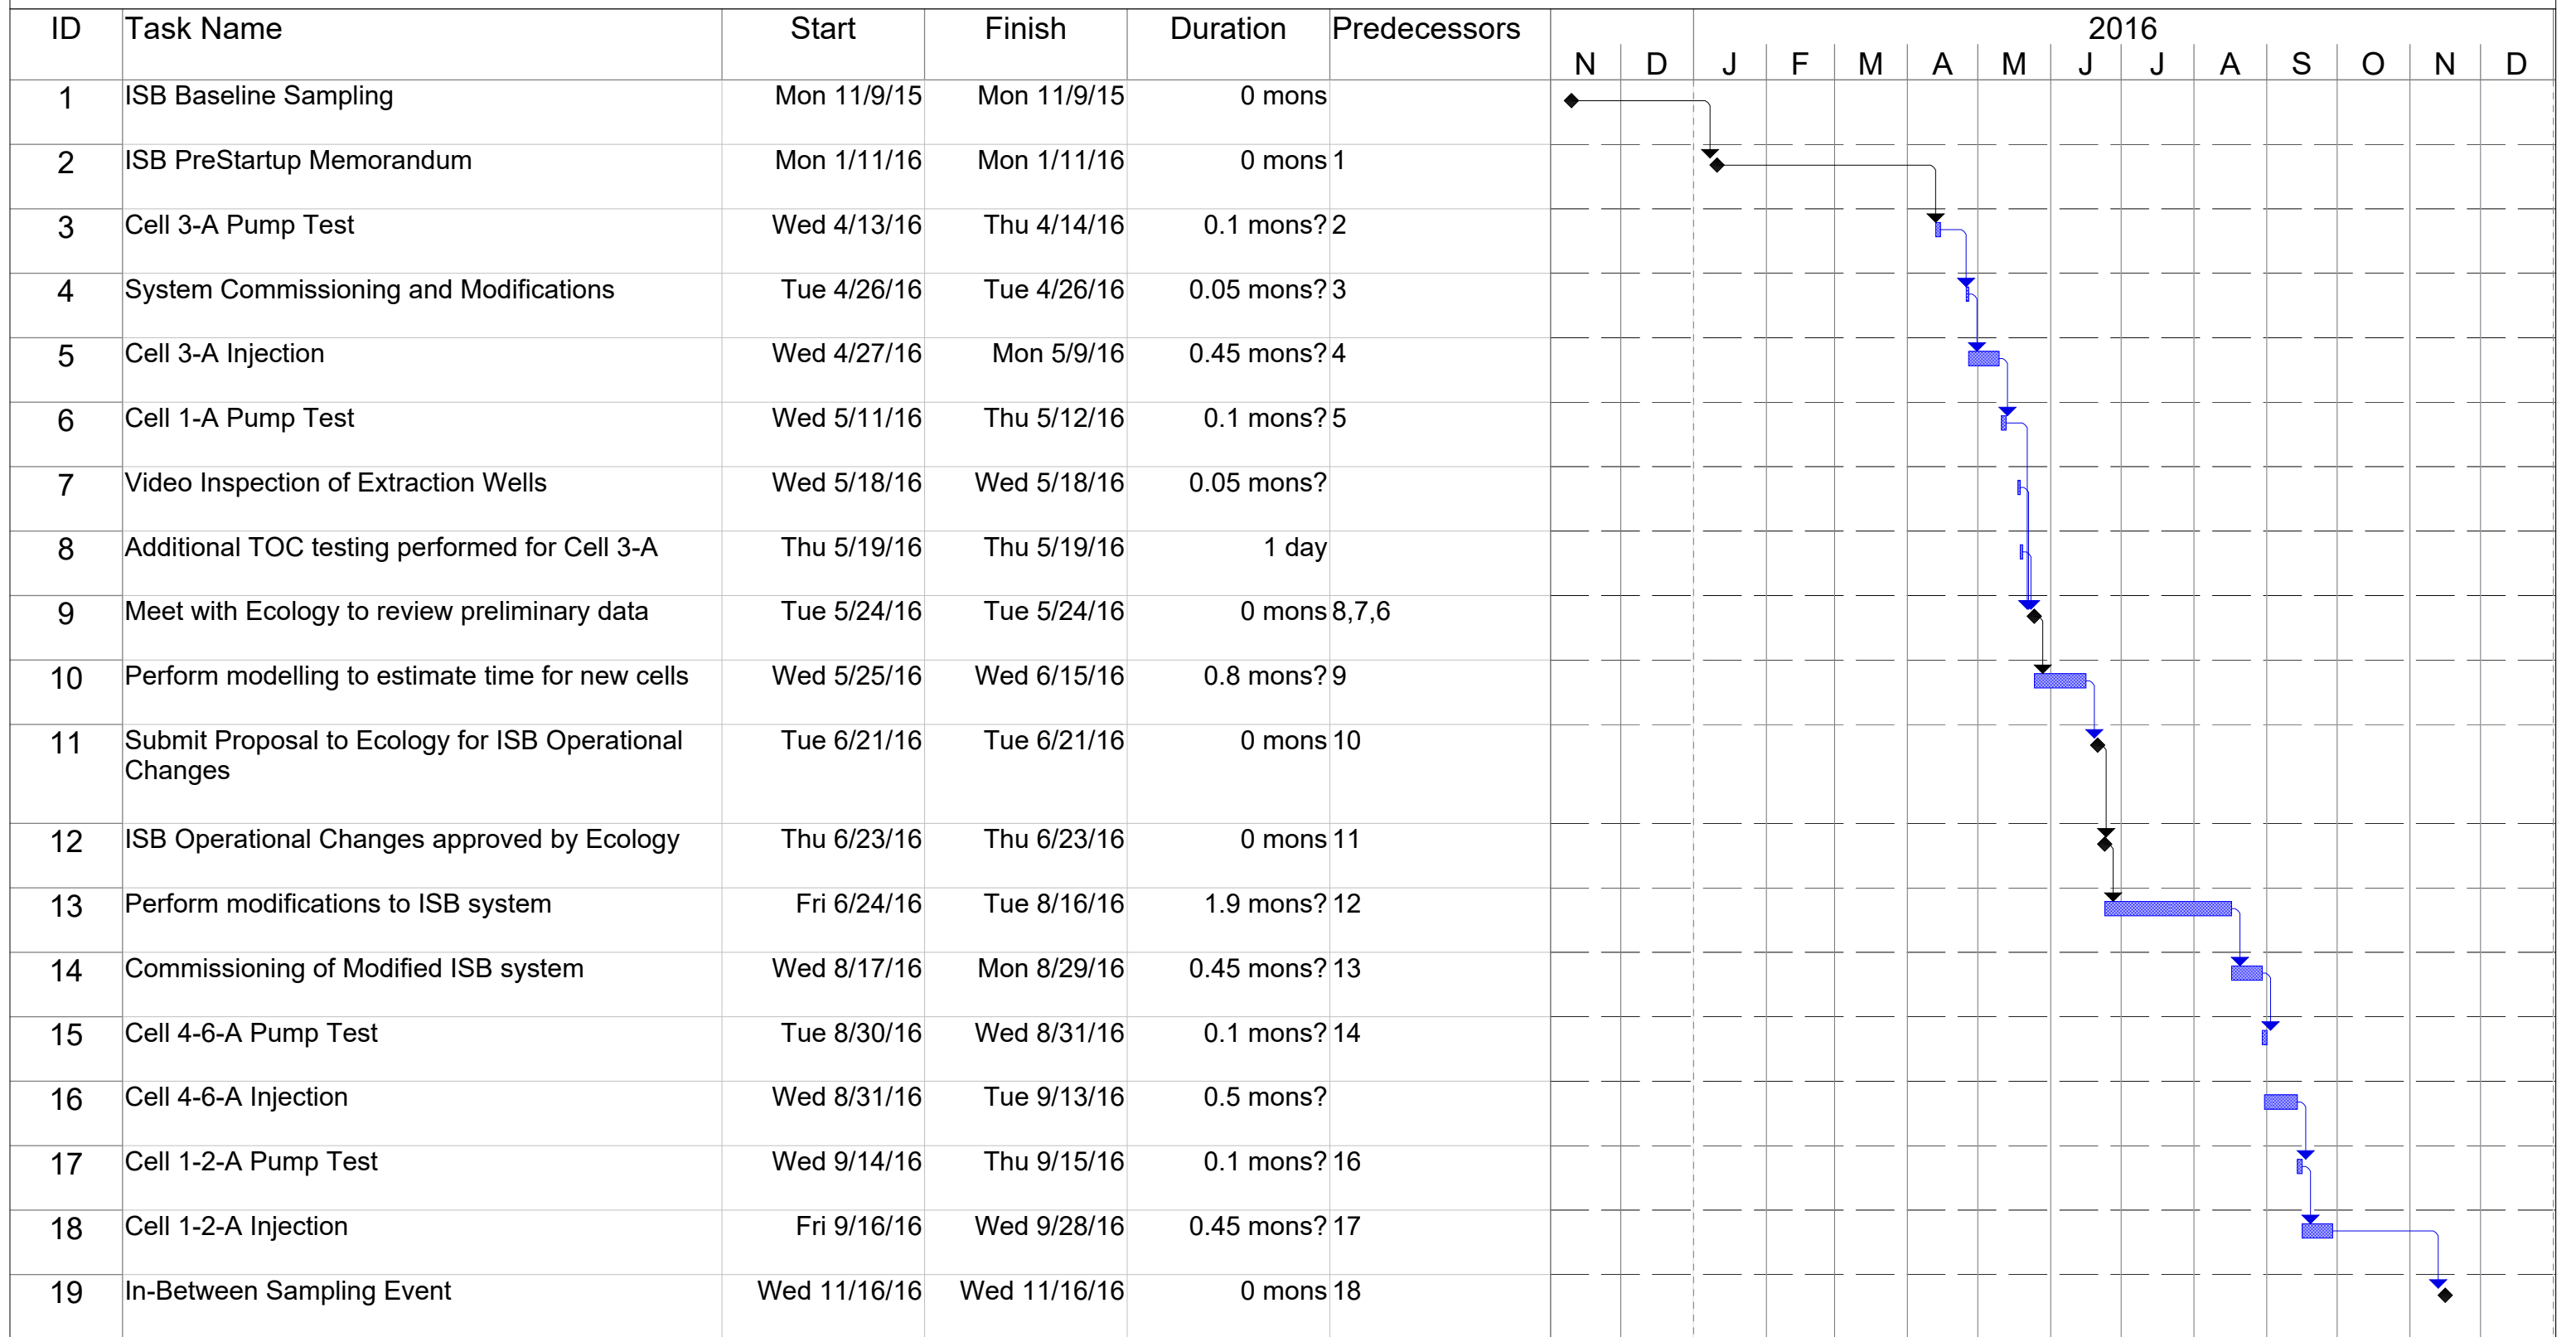 ID Task Name Start Finish Duration Predecessors 2016
N D J F M A M J J A S O N D
1 ISB Baseline Sampling Mon 11/9/15 Mon 11/9/15 0 mons
2 ISB PreStartup Memorandum Mon 1/11/16 Mon 1/11/16 0 mons 1
3 Cell 3-A Pump Test Wed 4/13/16 Thu 4/14/16 0.1 mons? 2
4 System Commissioning and Modifications Tue 4/26/16 Tue 4/26/16 0.05 mons? 3
5 Cell 3-A Injection Wed 4/27/16 Mon 5/9/16 0.45 mons? 4
6 Cell 1-A Pump Test Wed 5/11/16 Thu 5/12/16 0.1 mons? 5
7 Video Inspection of Extraction Wells Wed 5/18/16 Wed 5/18/16 0.05 mons?
8 Additional TOC testing performed for Cell 3-A Thu 5/19/16 Thu 5/19/16 1 day
9 Meet with Ecology to review preliminary data Tue 5/24/16 Tue 5/24/16 0 mons 8,7,6
10 Perform modelling to estimate time for new cells Wed 5/25/16 Wed 6/15/16 0.8 mons? 9
11 Submit Proposal to Ecology for ISB Operational Tue 6/21/16 Tue 6/21/16 0 mons 10
Changes
12 ISB Operational Changes approved by Ecology Thu 6/23/16 Thu 6/23/16 0 mons 11
13 Perform modifications to ISB system Fri 6/24/16 Tue 8/16/16 1.9 mons? 12
14 Commissioning of Modified ISB system Wed 8/17/16 Mon 8/29/16 0.45 mons? 13
15 Cell 4-6-A Pump Test Tue 8/30/16 Wed 8/31/16 0.1 mons? 14
16 Cell 4-6-A Injection Wed 8/31/16 Tue 9/13/16 0.5 mons?
17 Cell 1-2-A Pump Test Wed 9/14/16 Thu 9/15/16 0.1 mons? 16
18 Cell 1-2-A Injection Fri 9/16/16 Wed 9/28/16 0.45 mons? 17
19 In-Between Sampling Event Wed 11/16/16 Wed 11/16/16 0 mons 18